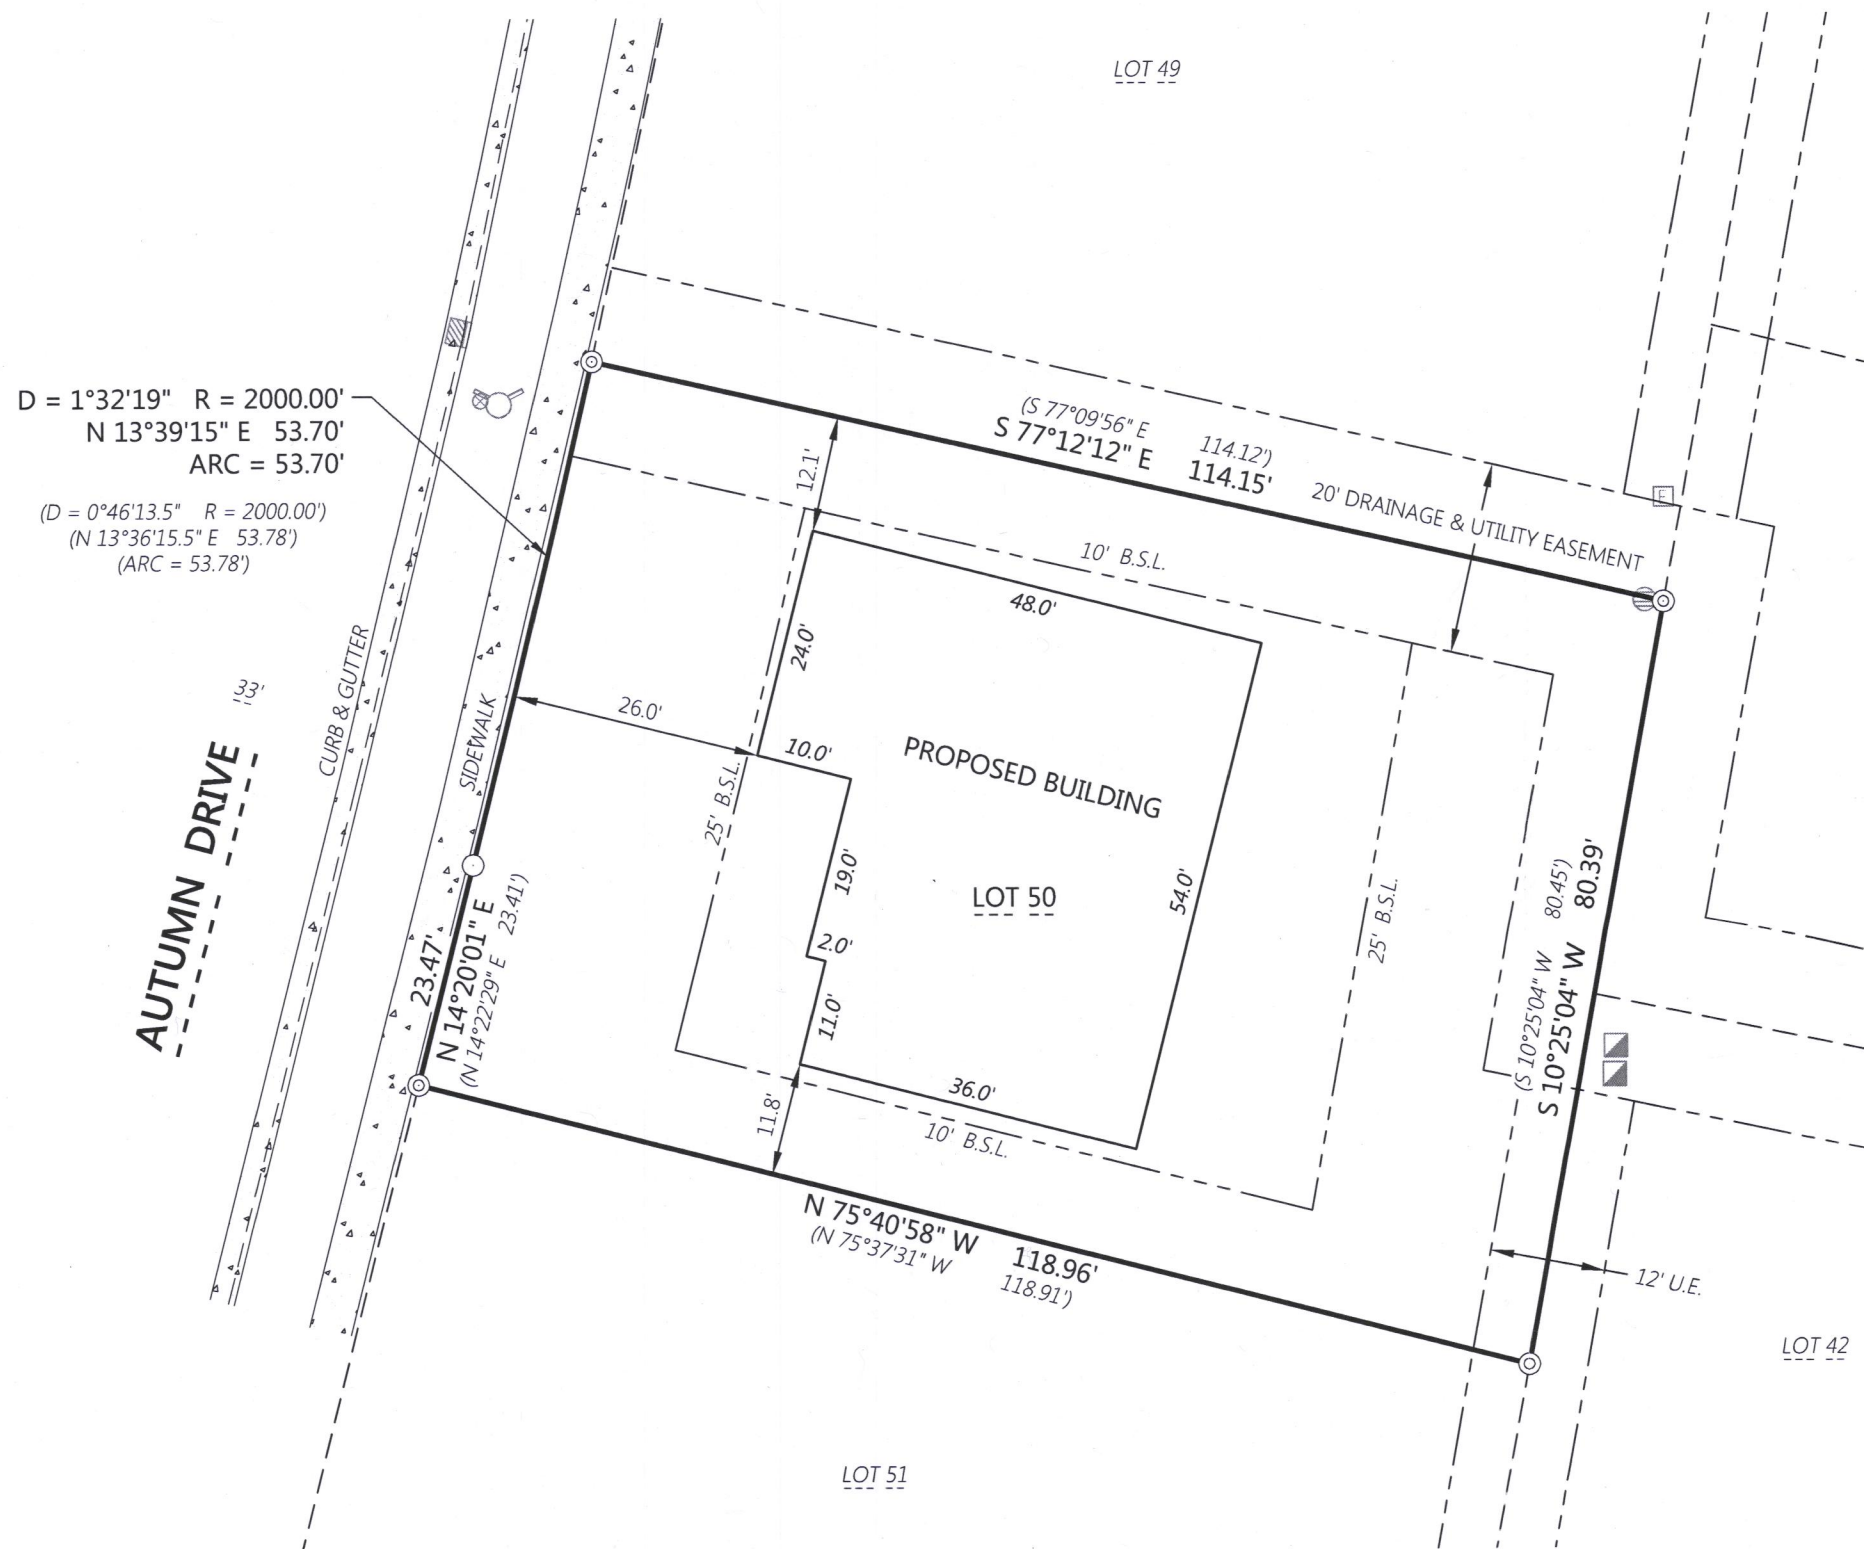 LOT 49
D = 1°32'19"   R = 2000.00'
N 13°39'15" E   53.70'
ARC = 53.70'
(D = 0°46'13.5"   R = 2000.00')
(N 13°36'15.5" E   53.78')
(ARC = 53.78')
(S 77°09'56" E   114.12')
S 77°12'12" E   114.15'
20' DRAINAGE & UTILITY EASEMENT
E
12.1'
10' B.S.L.
48.0'
24.0'
33'
CURB & GUTTER
SIDEWALK
AUTUMN DRIVE
26.0'
10.0'
25' B.S.L.
PROPOSED BUILDING
LOT 50
19.0'
2.0'
11.0'
54.0'
25' B.S.L.
(S 10°25'04" W   80.45')
S 10°25'04" W   80.39'
23.47'
N 14°20'01" E
(N 14°22'29" E   23.41')
36.0'
11.8'
10' B.S.L.
N 75°40'58" W   118.96'
(N 75°37'31" W   118.91')
12' U.E.
LOT 42
LOT 51